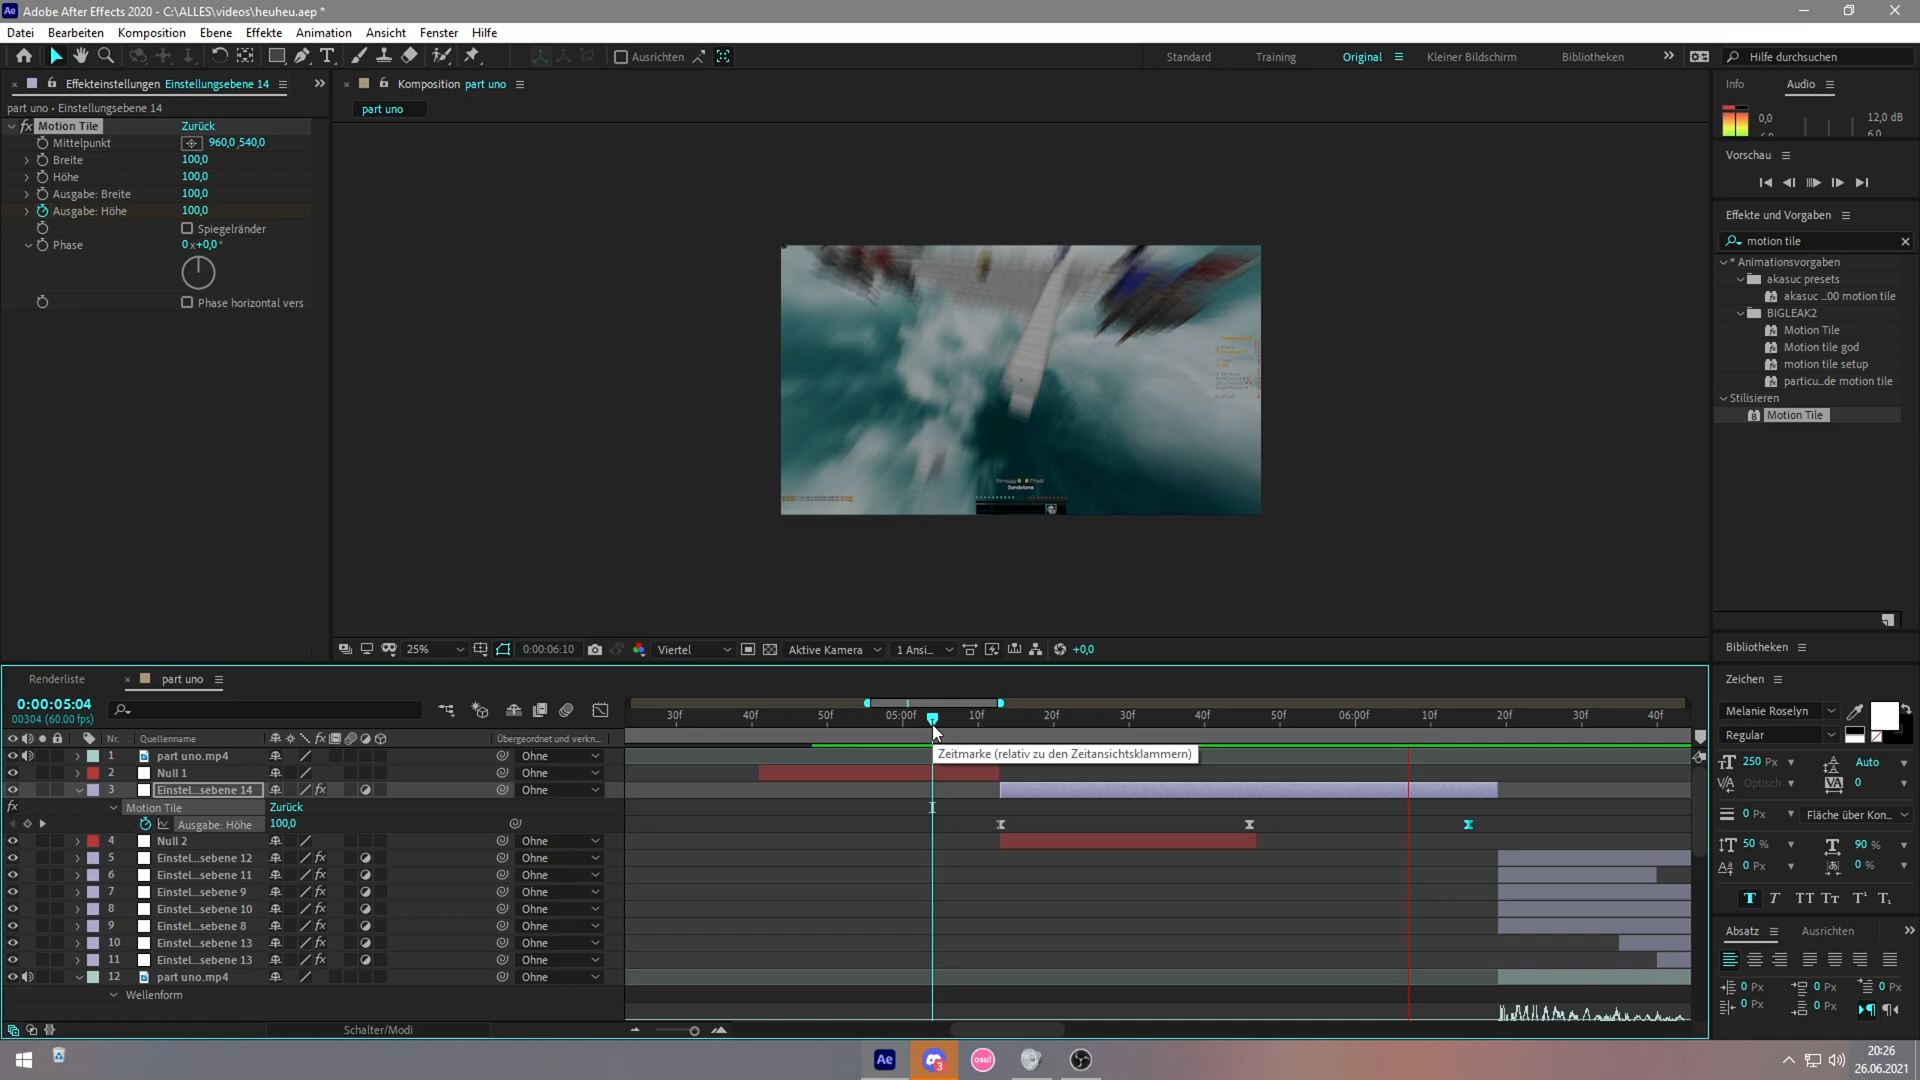 Adobe After Effects 2020 - C:\ALLES\videos\heuheu.aep *
Datei Bearbeiten Komposition Ebene Effekte Animation Ansicht Fenster Hilfe
Ausrichten Standard Training Original Kleiner Bildschirm Bibliotheken Hilfe durchsuchen
Effekteinstellungen Einstellungsebene 14
Komposition part uno
Info Audio
part uno • Einstellungsebene 14
part uno
Motion Tile Zurück
0,0 12,0 dB
6,0
Mittelpunkt 960,0,540,0
Breite 100,0
Höhe 100,0
Ausgabe: Breite 100,0
Ausgabe: Höhe 100,0
Spiegelränder
Phase 0x+0,0°
Phase horizontal vers
Vorschau
Effekte und Vorgaben
motion tile
* Animationsvorgaben
akasuc presets
akasuc ...00 motion tile
BIGLEAK2
Motion Tile
Motion tile god
motion tile setup
particu...de motion tile
Stilisieren
Motion Tile
25% 0:00:06:10 Viertel Aktive Kamera 1 Ansi... +0,0
Bibliotheken
Renderliste part uno
Zeichen
0:00:05:04
00304 (60.00 fps)
30f 40f 50f 05:00f 10f 20f 30f 40f 50f 06:00f 10f 20f 30f 40f
Nr. Quellenname Übergeordnet und verkn...
Zeitmarke (relativ zu den Zeitansichtsklammern)
1 part uno.mp4 Ohne
2 Null 1 Ohne
3 Einstel...sebene 14 Ohne
Motion Tile Zurück
Ausgabe: Höhe 100,0
4 Null 2 Ohne
5 Einstel...sebene 12 Ohne
6 Einstel...sebene 11 Ohne
7 Einstel...sebene 9 Ohne
8 Einstel...sebene 10 Ohne
9 Einstel...sebene 8 Ohne
10 Einstel...sebene 13 Ohne
11 Einstel...sebene 13 Ohne
12 part uno.mp4 Ohne
Wellenform
Schalter/Modi
Melanie Roselyn
Regular
250 Px Auto
Optisch 0
0 Px Fläche über Kon...
50 % 90 %
0 Px 0 %
T T TT Tt T¹ T₁
Absatz Ausrichten
0 Px 0 Px 0 Px
0 Px 0 Px
Ae 3 osu!
20:26
26.06.2021